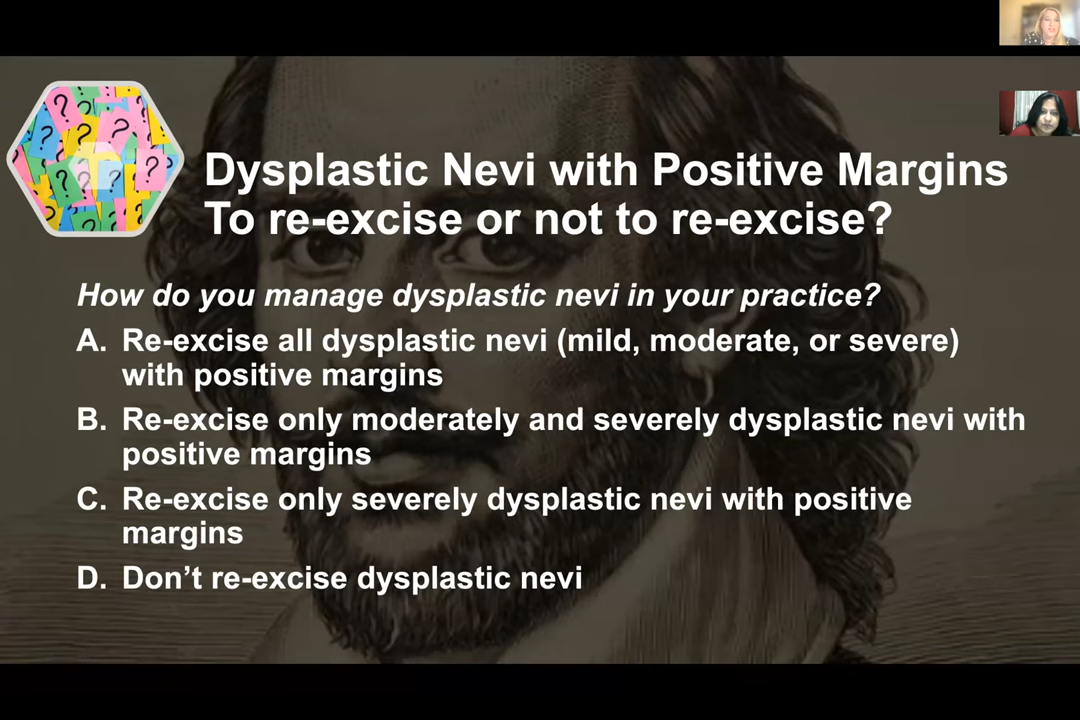 Dysplastic Nevi with Positive Margins
To re-excise or not to re-excise?
How do you manage dysplastic nevi in your practice?
A. Re-excise all dysplastic nevi (mild, moderate, or severe)
with positive margins
B. Re-excise only moderately and severely dysplastic nevi with
positive margins
C. Re-excise only severely dysplastic nevi with positive
margins
D. Don’t re-excise dysplastic nevi